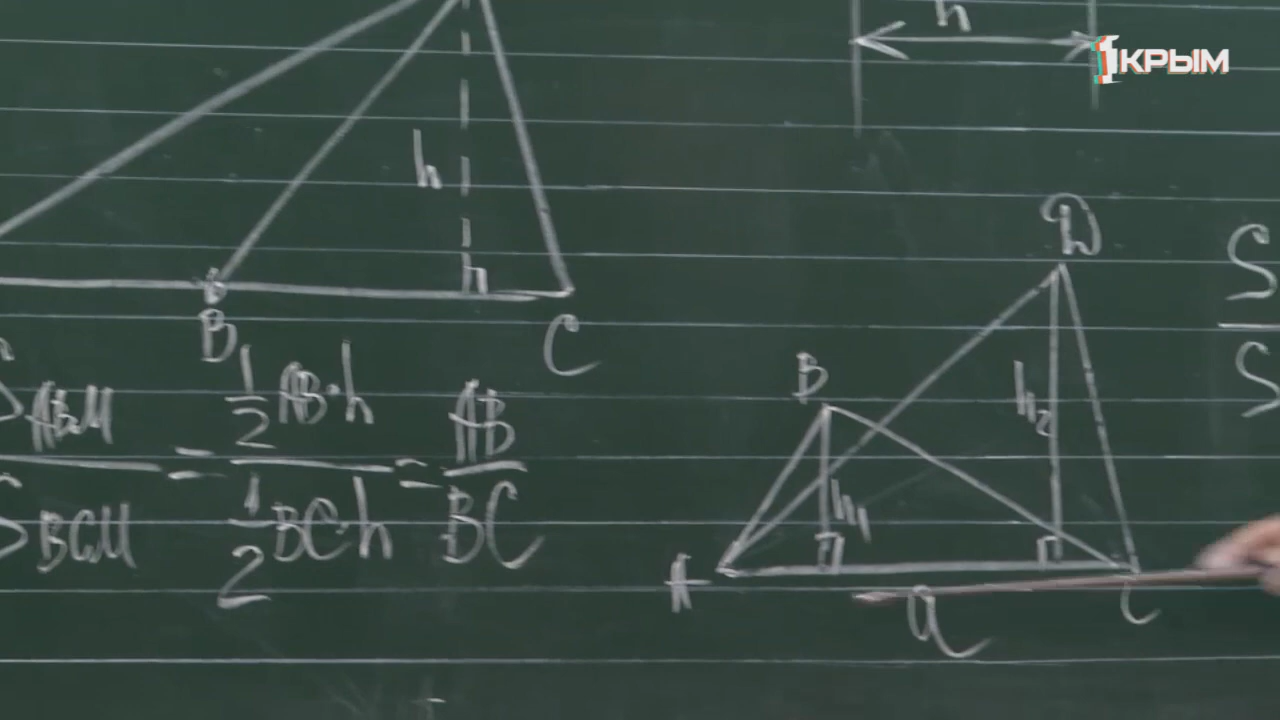 h
1КРЫМ
h
B
C
S ABM / S BCM = 1/2 AB·h / 1/2 BC·h = AB / BC
D
B
h₂
h₁
A
a
C
S
S